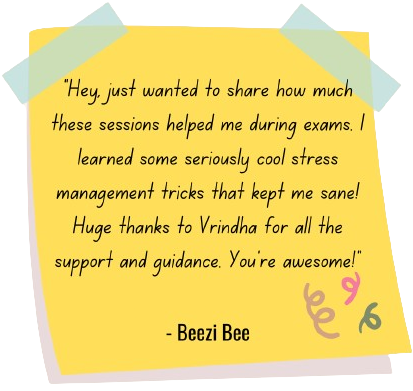 "Hey, just wanted to share how much
these sessions helped me during exams. I
learned some seriously cool stress
management tricks that kept me sane!
Huge thanks to Vrindha for all the
support and guidance. You're awesome!"
- Beezi Bee